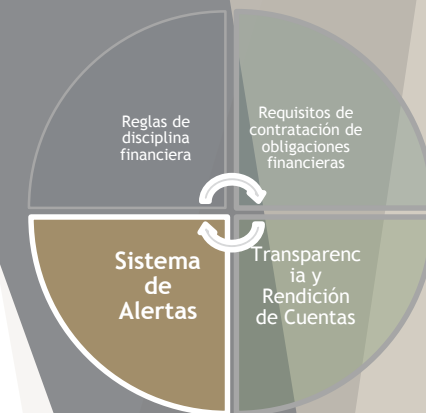 Reglas de
disciplina
financiera
Requisitos de
contratación de
obligaciones
financieras
Sistema
de
Alertas
Transparenc
ia y
Rendición
de Cuentas